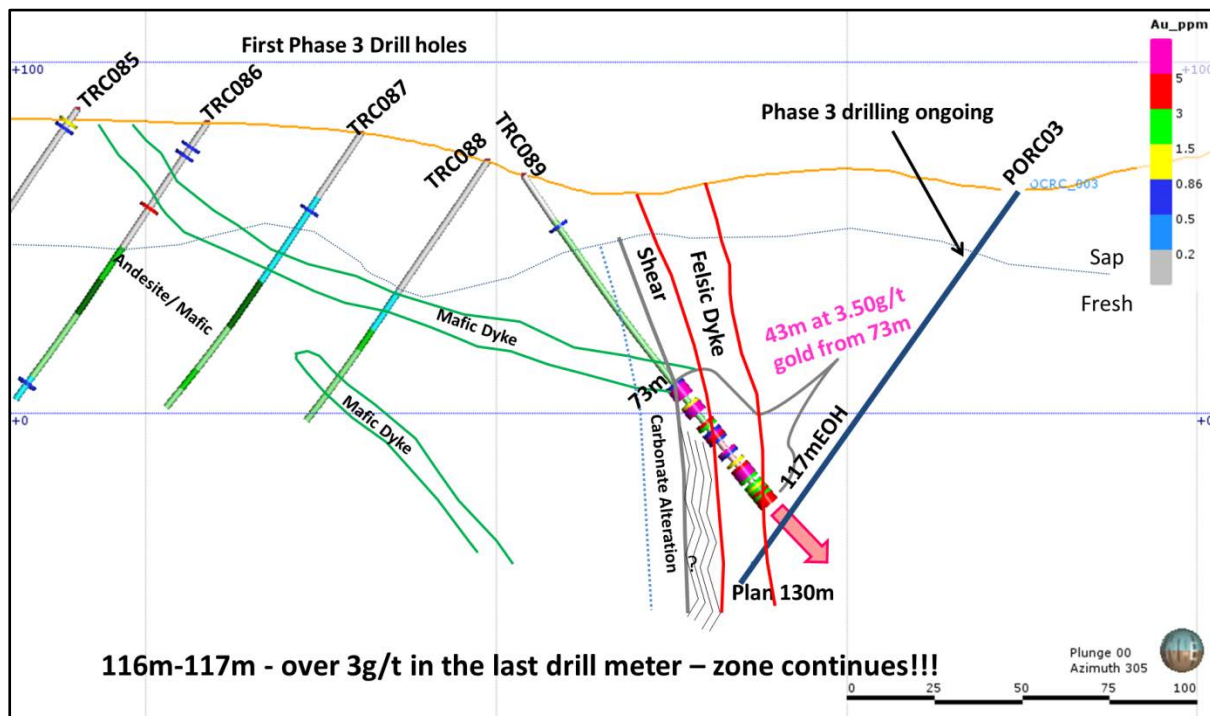 First Phase 3 Drill holes
Au_ppm
+100
+100
TRC085
TRC086
TRC087
TRC088
TRC089
Phase 3 drilling ongoing
PORC03
OCRC_003
5
3
1.5
0.86
0.5
0.2
Sap
Fresh
Andesite/Mafic
Mafic Dyke
Mafic Dyke
Shear
Felsic Dyke
43m at 3.50g/t
gold from 73m
73m
Carbonate Alteration
117mEOH
+0
?
Plan 130m
116m-117m - over 3g/t in the last drill meter – zone continues!!!
Plunge 00
Azimuth 305
0 25 50 75 100